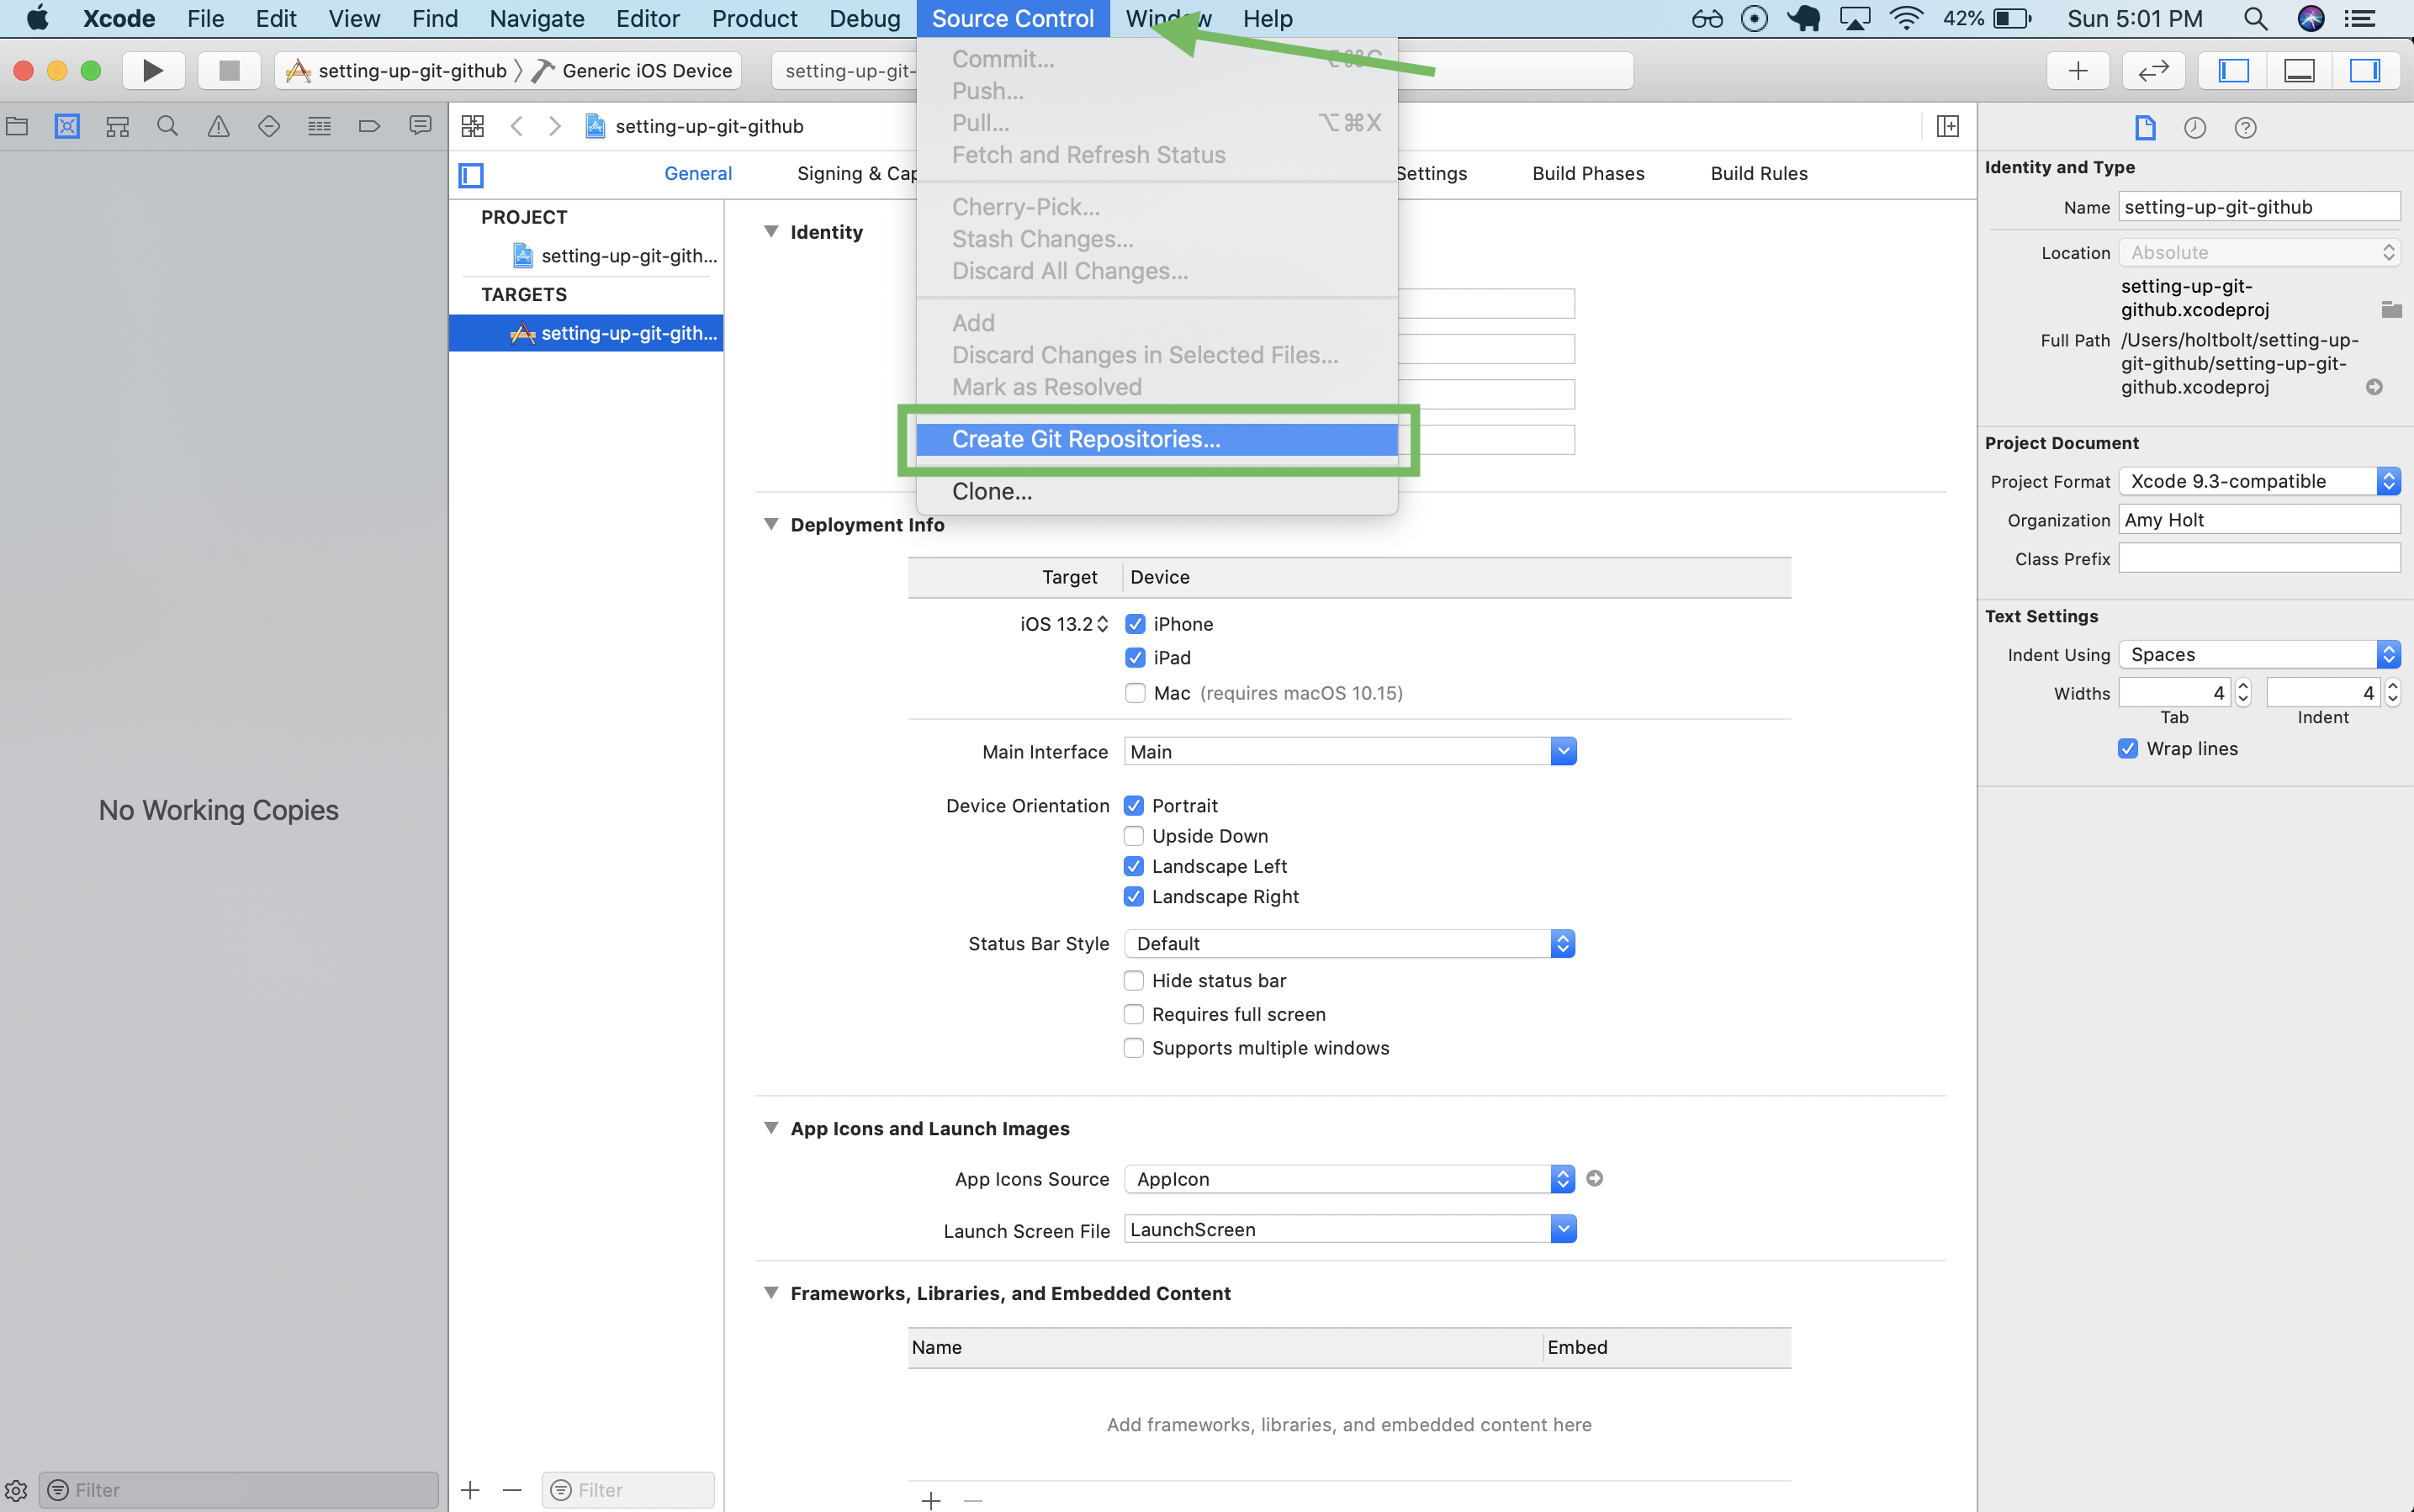 Xcode File Edit View Find Navigate Editor Product Debug Source Control Window Help 42% Sun 5:01 PM
setting-up-git-github Generic iOS Device setting-up-git-
Commit... ⌥⌘C
Push...
Pull... ⌥⌘X
Fetch and Refresh Status
Cherry-Pick...
Stash Changes...
Discard All Changes...
Add
Discard Changes in Selected Files...
Mark as Resolved
Create Git Repositories...
Clone...
setting-up-git-github
General Signing & Cap Settings Build Phases Build Rules
No Working Copies
Filter
PROJECT
setting-up-git-gith...
TARGETS
setting-up-git-gith...
Filter
Identity
Deployment Info
Target Device
iOS 13.2 iPhone
iPad
Mac (requires macOS 10.15)
Main Interface Main
Device Orientation Portrait
Upside Down
Landscape Left
Landscape Right
Status Bar Style Default
Hide status bar
Requires full screen
Supports multiple windows
App Icons and Launch Images
App Icons Source AppIcon
Launch Screen File LaunchScreen
Frameworks, Libraries, and Embedded Content
Name Embed
Add frameworks, libraries, and embedded content here
Identity and Type
Name setting-up-git-github
Location Absolute
setting-up-git-
github.xcodeproj
Full Path /Users/holtbolt/setting-up-
git-github/setting-up-git-
github.xcodeproj
Project Document
Project Format Xcode 9.3-compatible
Organization Amy Holt
Class Prefix
Text Settings
Indent Using Spaces
Widths 4 4
Tab Indent
Wrap lines